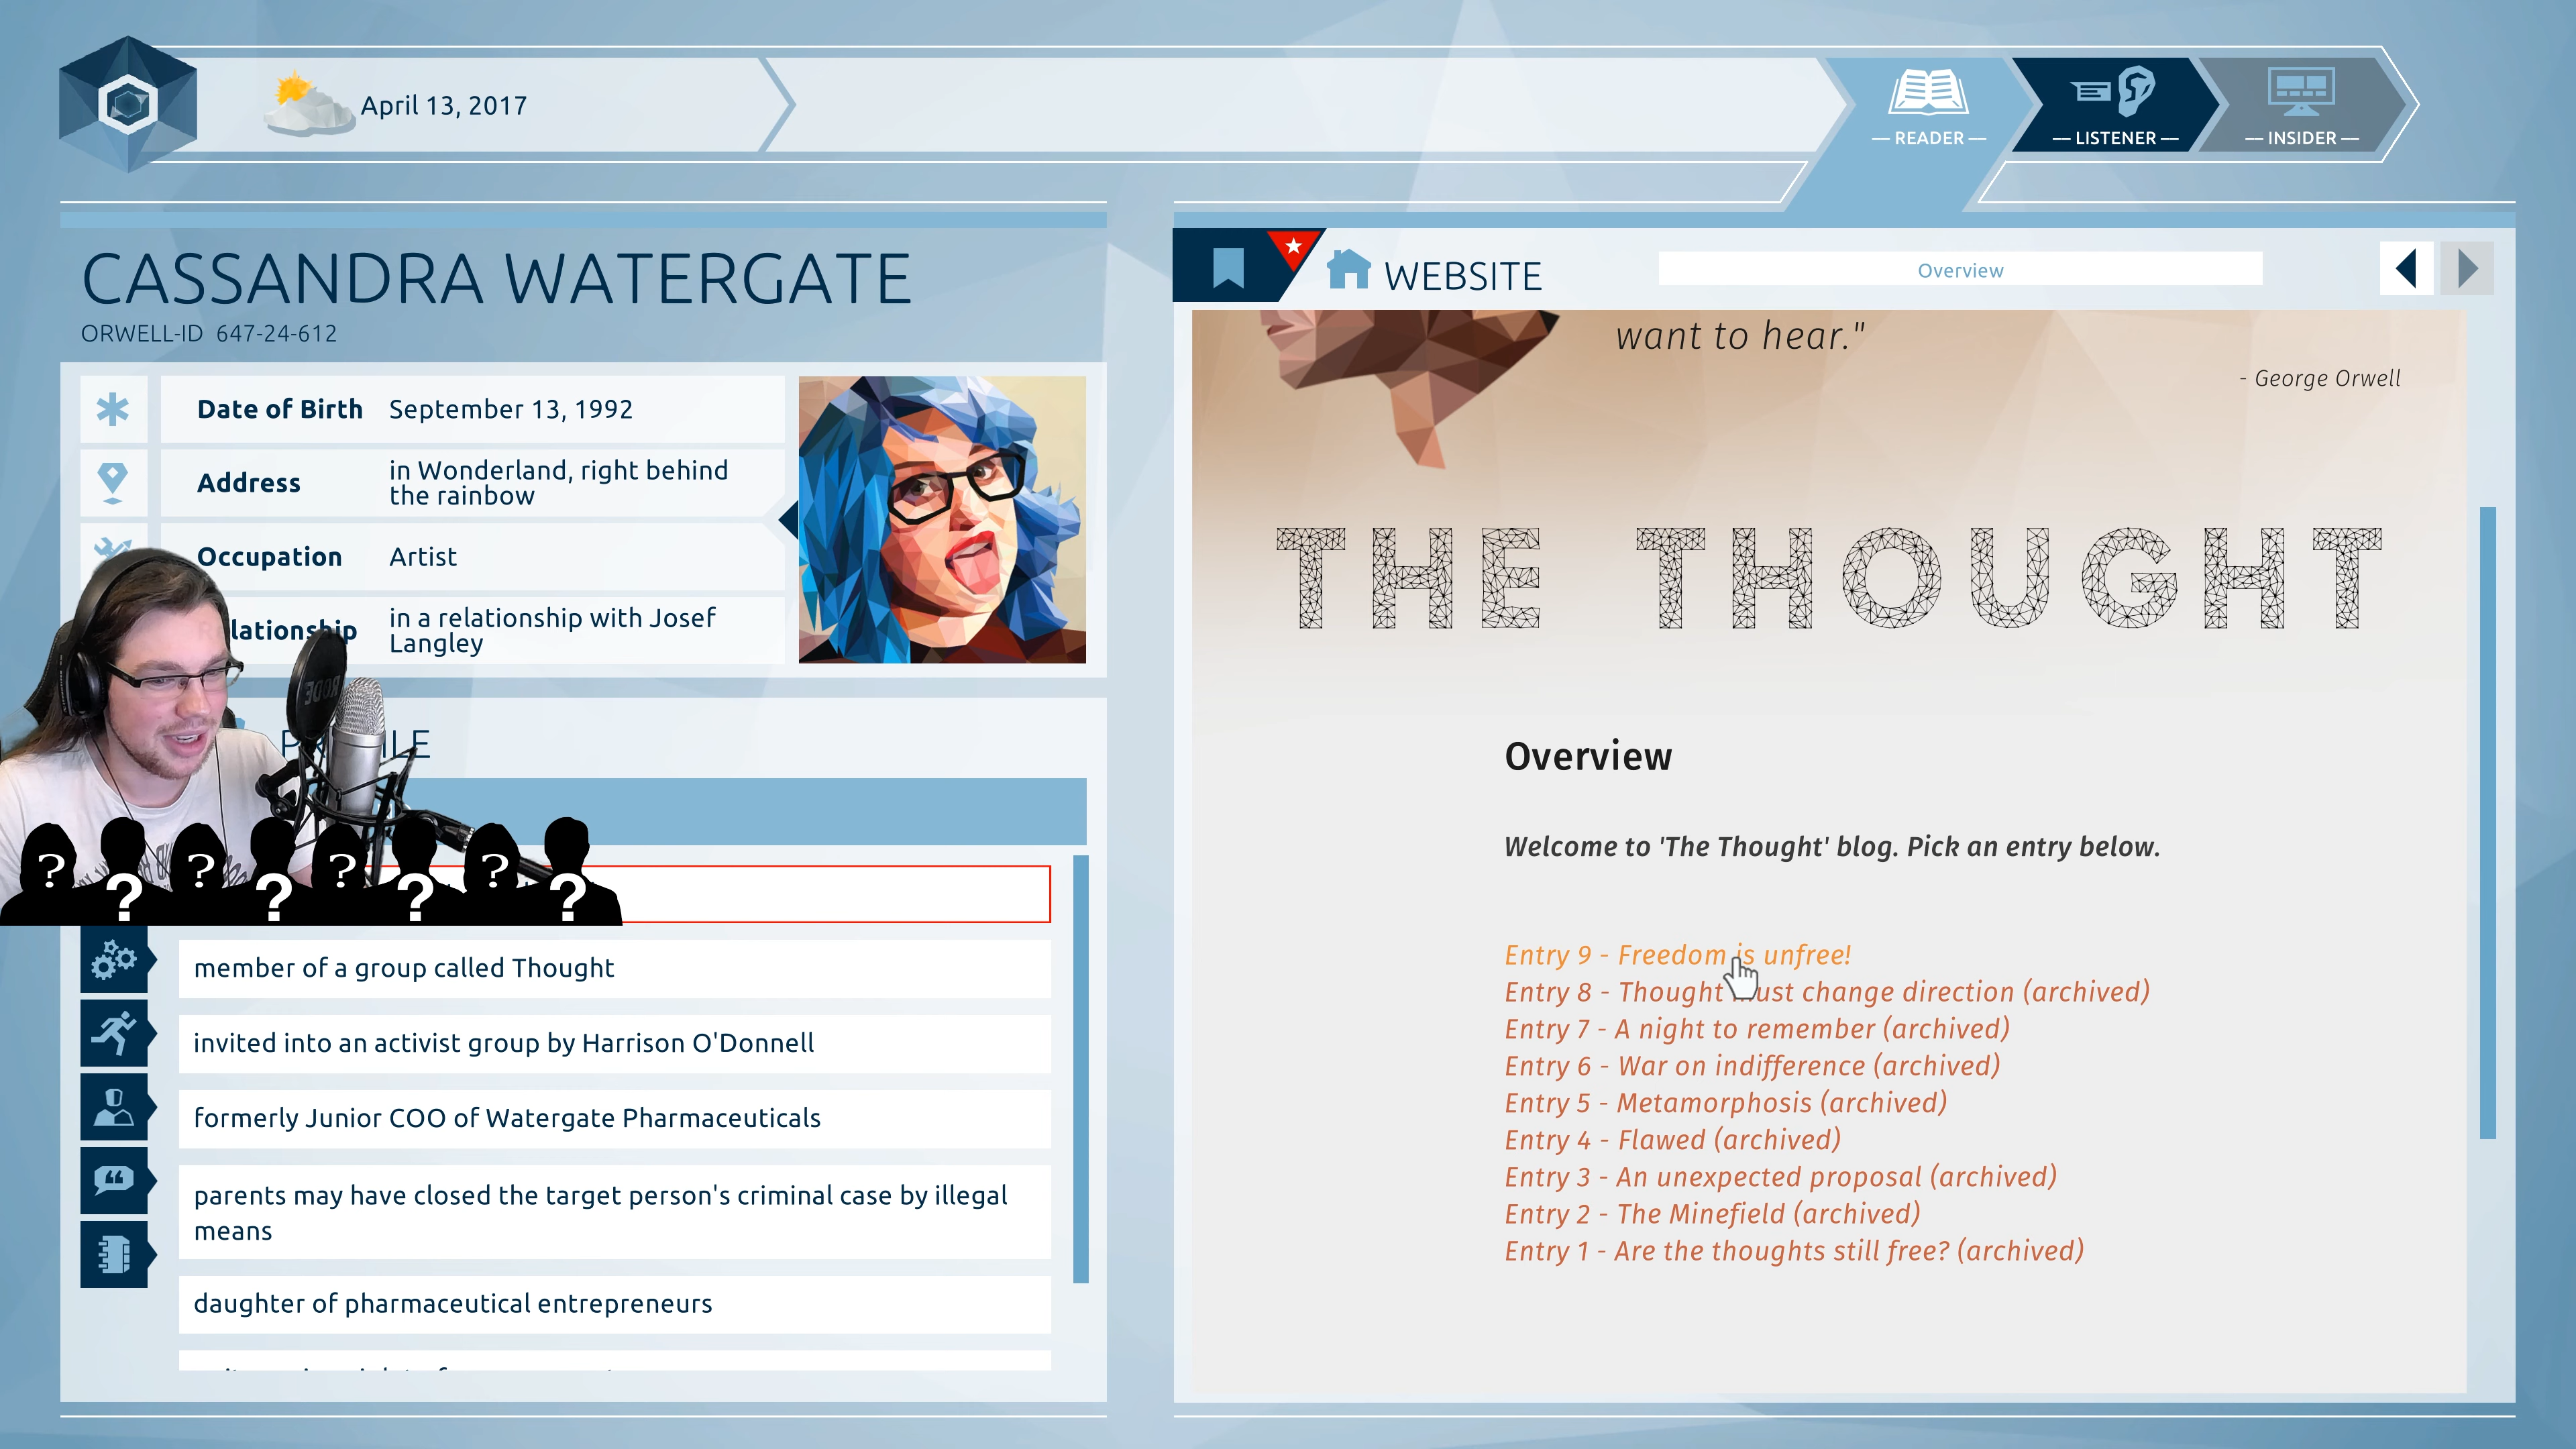 April 13, 2017
— READER —
— LISTENER —
— INSIDER —
CASSANDRA WATERGATE
ORWELL-ID 647-24-612
Date of Birth September 13, 1992
Address in Wonderland, right behind
the rainbow
Occupation Artist
Relationship in a relationship with Josef
Langley
RODE
PROFILE
? ? ? ? ? ? ? ?
member of a group called Thought
invited into an activist group by Harrison O'Donnell
formerly Junior COO of Watergate Pharmaceuticals
parents may have closed the target person's criminal case by illegal
means
daughter of pharmaceutical entrepreneurs
WEBSITE
Overview
want to hear."
- George Orwell
THE THOUGHT
Overview
Welcome to 'The Thought' blog. Pick an entry below.
Entry 9 - Freedom is unfree!
Entry 8 - Thought must change direction (archived)
Entry 7 - A night to remember (archived)
Entry 6 - War on indifference (archived)
Entry 5 - Metamorphosis (archived)
Entry 4 - Flawed (archived)
Entry 3 - An unexpected proposal (archived)
Entry 2 - The Minefield (archived)
Entry 1 - Are the thoughts still free? (archived)